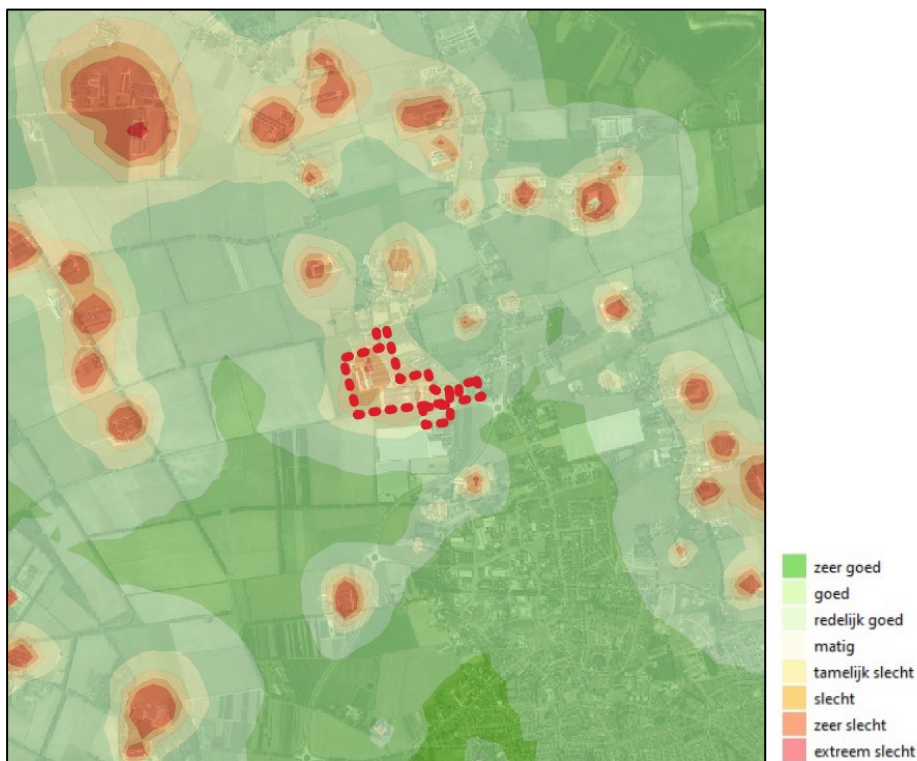 zeer goed
goed
redelijk goed
matig
tamelijk slecht
slecht
zeer slecht
extreem slecht